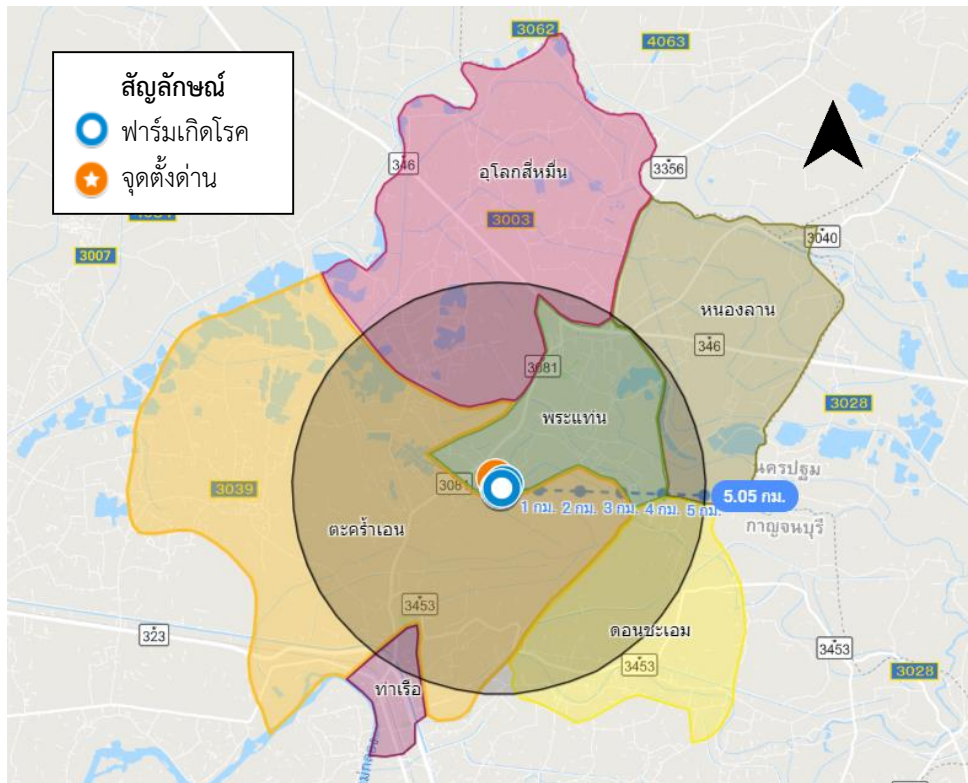 สัญลักษณ์
ฟาร์มเกิดโรค
จุดตั้งด่าน
3062
4063
346
3356
อุโลกสี่หมื่น
3003
3007
3040
หนองลาน
346
3081
3028
พระแท่น
นครปฐม
3081
3039
1 กม. 2 กม. 3 กม. 4 กม. 5 กม.
5.05 กม.
กาญจนบุรี
ตะคร้ำเอน
3453
323
ดอนชะเอม
3453
3453
3028
ท่าเรือ